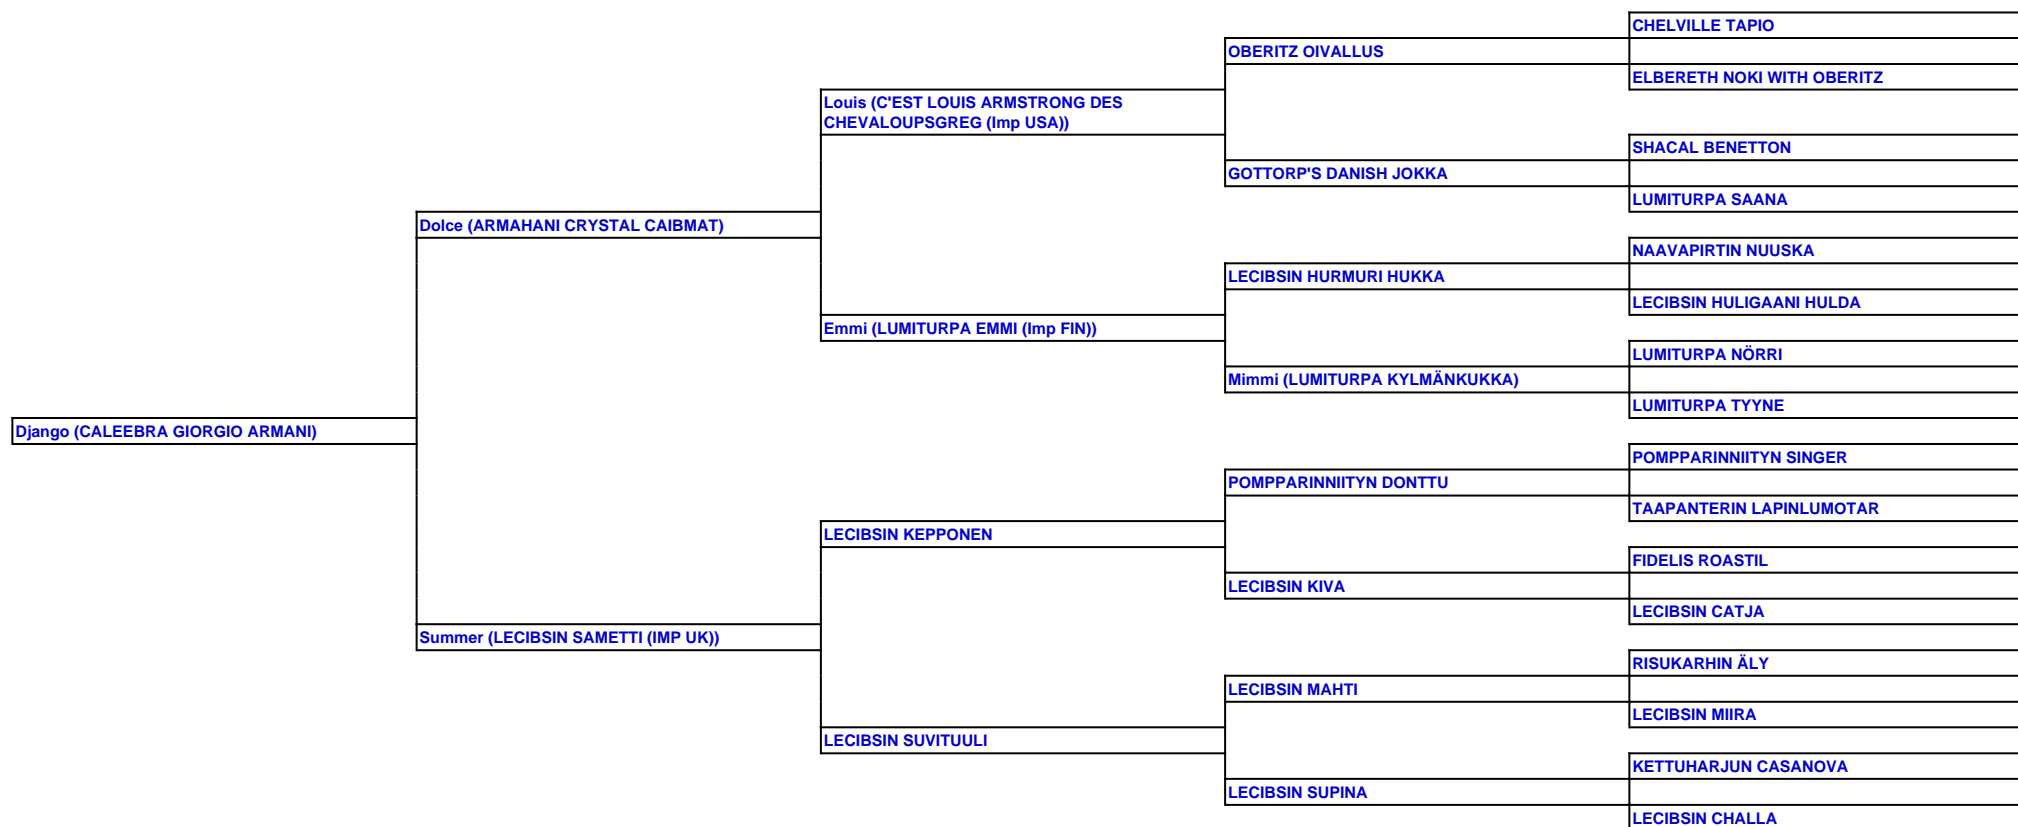 CHELVILLE TAPIO
OBERITZ OIVALLUS
ELBERETH NOKI WITH OBERITZ
Louis (C'EST LOUIS ARMSTRONG DES
CHEVALOUPSGREG (Imp USA))
SHACAL BENETTON
GOTTORP'S DANISH JOKKA
LUMITURPA SAANA
Dolce (ARMAHANI CRYSTAL CAIBMAT)
NAAVAPIRTIN NUUSKA
LECIBSIN HURMURI HUKKA
LECIBSIN HULIGAANI HULDA
Emmi (LUMITURPA EMMI (Imp FIN))
LUMITURPA NÖRRI
Mimmi (LUMITURPA KYLMÄNKUKKA)
LUMITURPA TYYNE
Django (CALEEBRA GIORGIO ARMANI)
POMPPARINNIITYN SINGER
POMPPARINNIITYN DONTTU
TAAPANTERIN LAPINLUMOTAR
LECIBSIN KEPPONEN
FIDELIS ROASTIL
LECIBSIN KIVA
LECIBSIN CATJA
Summer (LECIBSIN SAMETTI (IMP UK))
RISUKARHIN ÄLY
LECIBSIN MAHTI
LECIBSIN MIIRA
LECIBSIN SUVITUULI
KETTUHARJUN CASANOVA
LECIBSIN SUPINA
LECIBSIN CHALLA